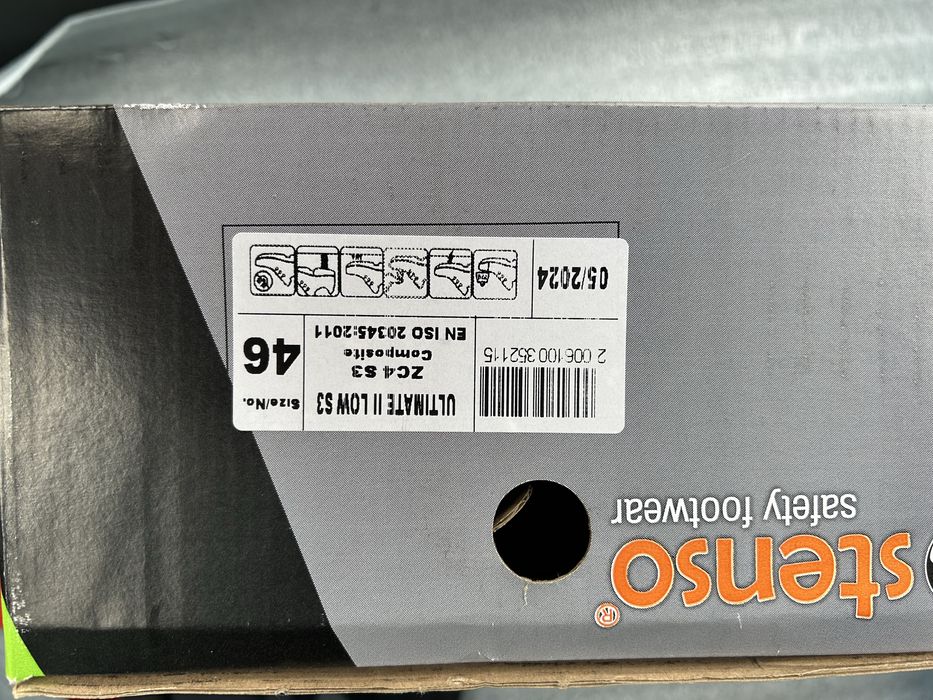 stenso®
safety footwear
2 006100 352115
ULTIMATE II LOW S3
ZC4 S3
Composite
EN ISO 20345:2011
Size/No.
46
05/2024